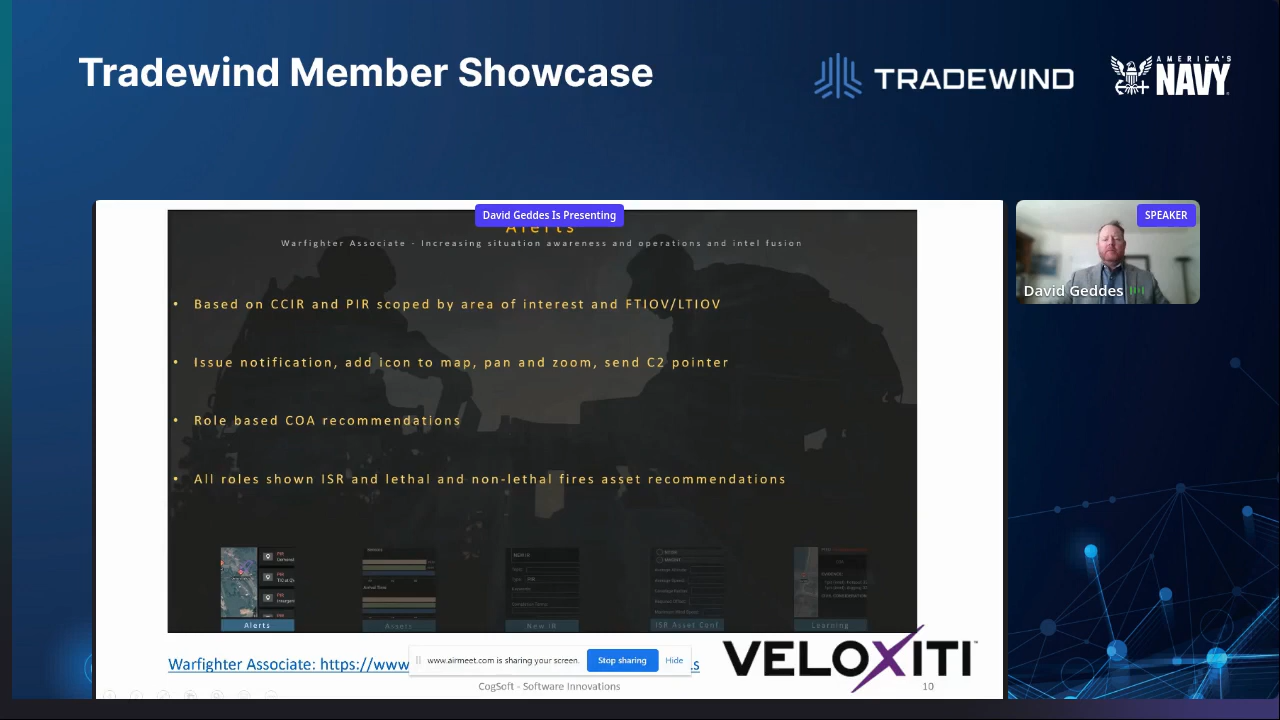 Tradewind Member Showcase
TRADEWIND
AMERICA'S
NAVY
David Geddes Is Presenting
SPEAKER
Alerts
Warfighter Associate - Increasing situation awareness and operations and intel fusion
David Geddes
• Based on CCIR and PIR scoped by area of interest and FTIOV/LTIOV
• Issue notification, add icon to map, pan and zoom, send C2 pointer
• Role based COA recommendations
• All roles shown ISR and lethal and non-lethal fires asset recommendations
NEW IR
Alerts
Assets
New IR
ISR Asset Conf
Learning
Warfighter Associate: https://www
www.airmeet.com is sharing your screen.
Stop sharing
Hide
VELOXITI
CogSoft - Software Innovations
10